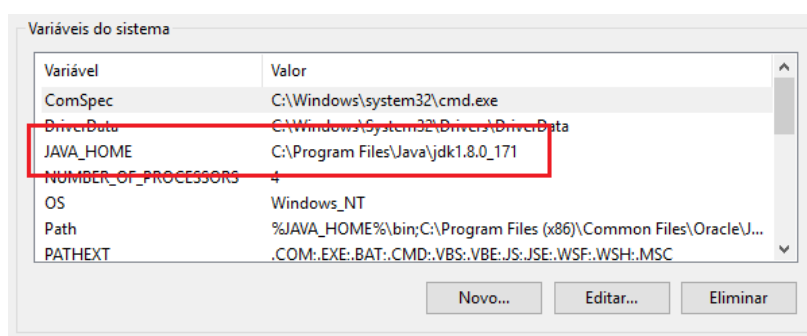 Variáveis do sistema
Variável Valor
ComSpec C:\Windows\system32\cmd.exe
DriverData C:\Windows\System32\Drivers\DriverData
JAVA_HOME C:\Program Files\Java\jdk1.8.0_171
NUMBER_OF_PROCESSORS 4
OS Windows_NT
Path %JAVA_HOME%\bin;C:\Program Files (x86)\Common Files\Oracle\J...
PATHEXT .COM;.EXE;.BAT;.CMD;.VBS;.VBE;.JS;.JSE;.WSF;.WSH;.MSC
Novo... Editar... Eliminar